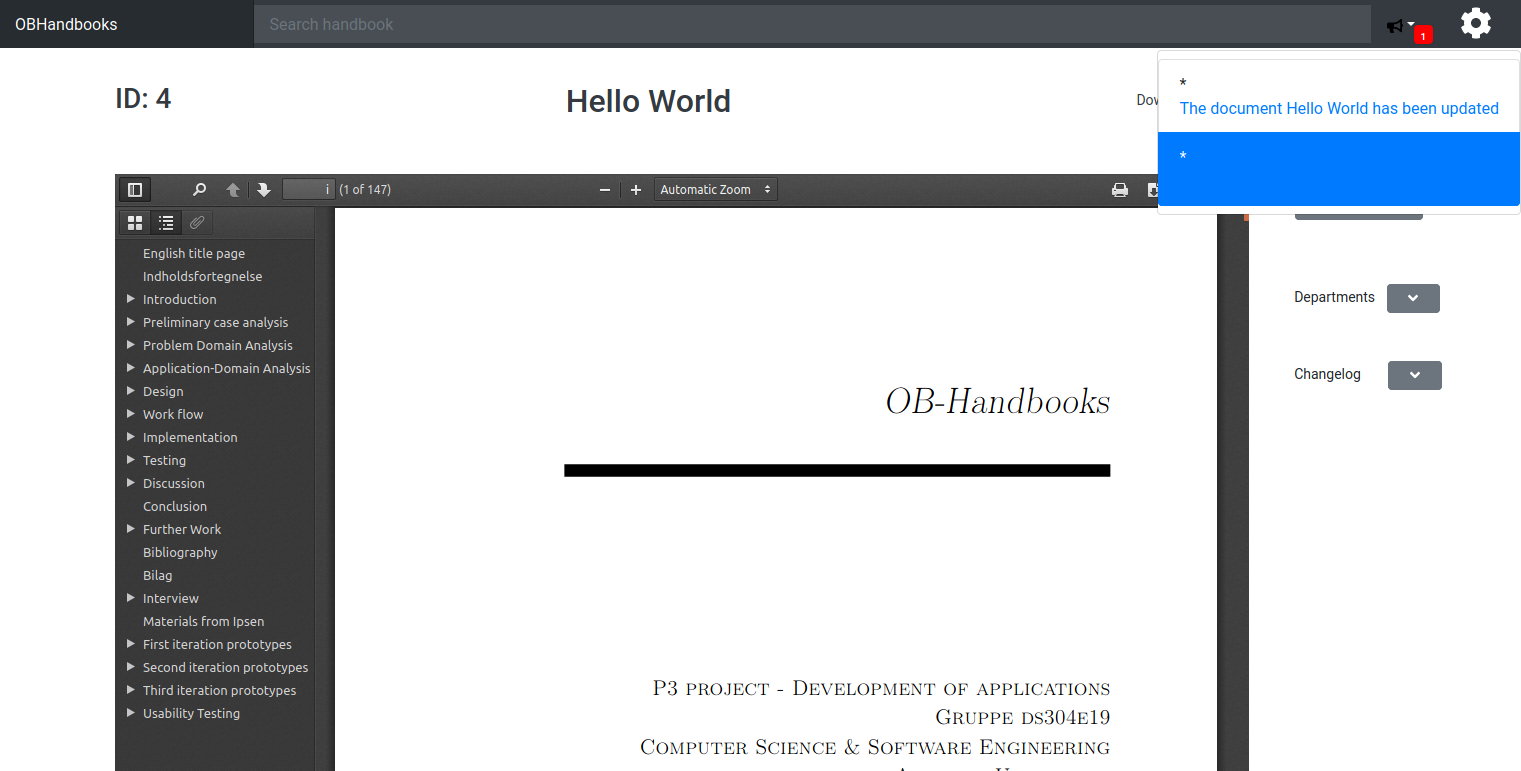 OBHandbooks
Search handbook
1
ID: 4
Hello World
*
The document Hello World has been updated
*
i (1 of 147)
Automatic Zoom
English title page
Indholdsfortegnelse
Introduction
Preliminary case analysis
Problem Domain Analysis
Application-Domain Analysis
Design
Work flow
Implementation
Testing
Discussion
Conclusion
Further Work
Bibliography
Bilag
Interview
Materials from Ipsen
First iteration prototypes
Second iteration prototypes
Third iteration prototypes
Usability Testing
OB-Handbooks
P3 project - Development of applications
Gruppe ds304e19
Computer Science & Software Engineering
Departments
Changelog